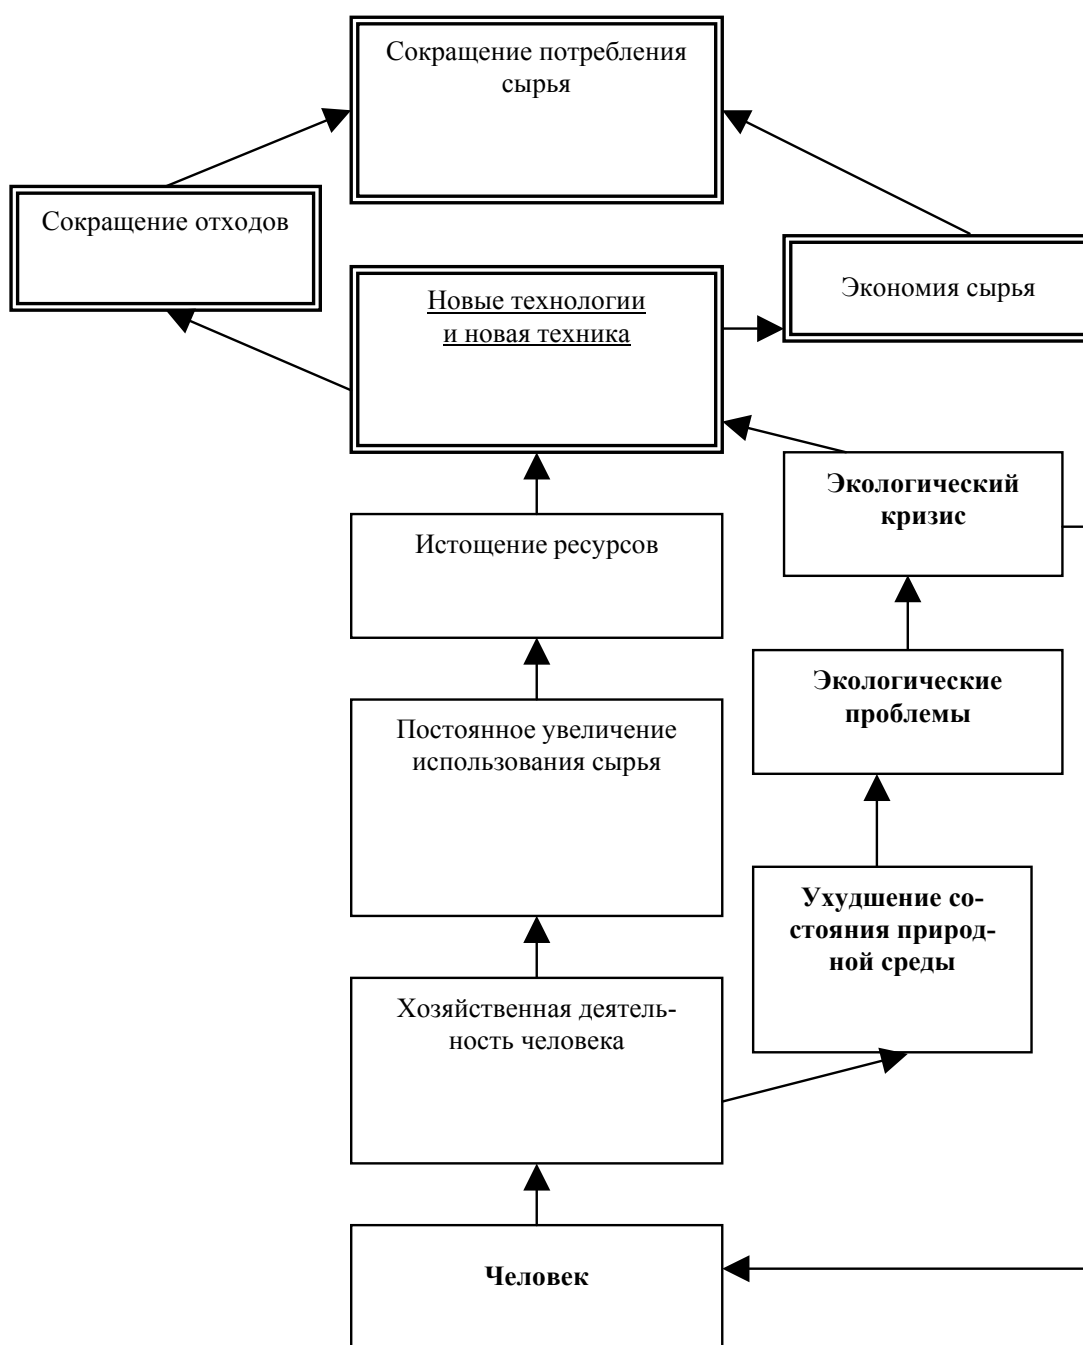 Сокращение потребления
сырья
Сокращение отходов
Экономия сырья
Новые технологии
и новая техника
Экологический
кризис
Истощение ресурсов
Экологические
проблемы
Постоянное увеличение
использования сырья
Ухудшение со-
стояния природ-
ной среды
Хозяйственная деятель-
ность человека
Человек